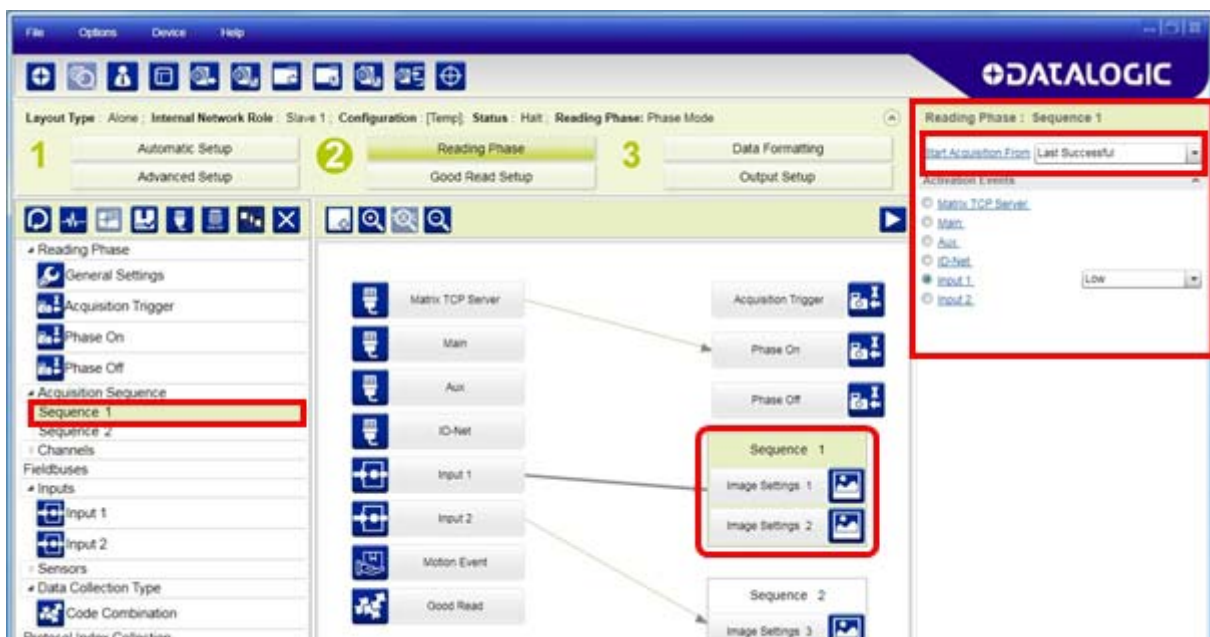 File Options Device Help
DATALOGIC
Layout Type : Alone ; Internal Network Role : Slave 1 ; Configuration : [Temp]; Status : Halt ; Reading Phase: Phase Mode
1
Automatic Setup
Advanced Setup
2
Reading Phase
Good Read Setup
3
Data Formatting
Output Setup
Reading Phase
General Settings
Acquisition Trigger
Phase On
Phase Off
Acquisition Sequence
Sequence 1
Sequence 2
Channels
Fieldbuses
Inputs
Input 1
Input 2
Sensors
Data Collection Type
Code Combination
Protocol Index Collection
Matrix TCP Server
Main
Aux
ID-Net
Input 1
Input 2
Motion Event
Good Read
Acquisition Trigger
Phase On
Phase Off
Sequence 1
Image Settings 1
Image Settings 2
Sequence 2
Image Settings 3
Reading Phase : Sequence 1
Start Acquisition From Last Successful
Activation Events
Matrix TCP Server
Main
Aux
ID-Net
Input 1 Low
Input 2